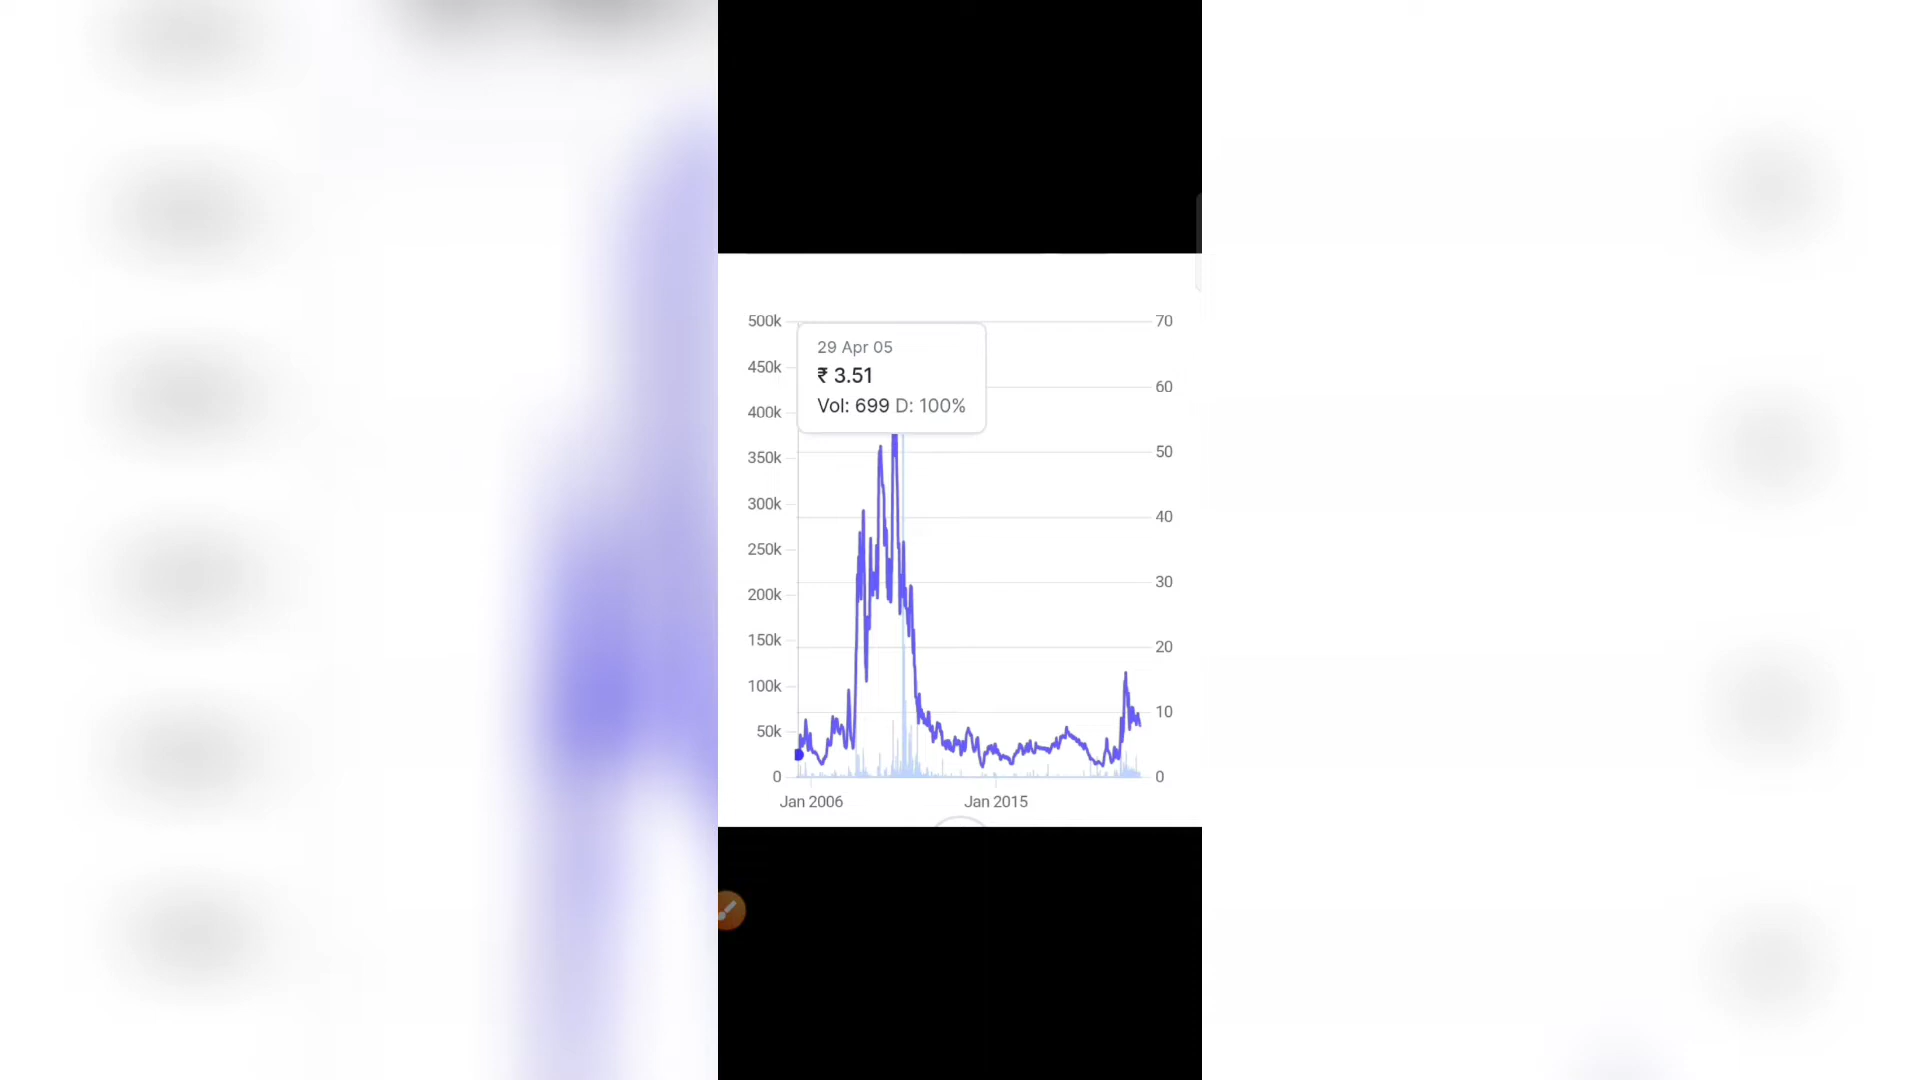 500k
70
29 Apr 05
₹ 3.51
Vol: 699 D: 100%
450k
60
400k
350k
50
300k
40
250k
30
200k
150k
20
100k
10
50k
0
0
Jan 2006
Jan 2015